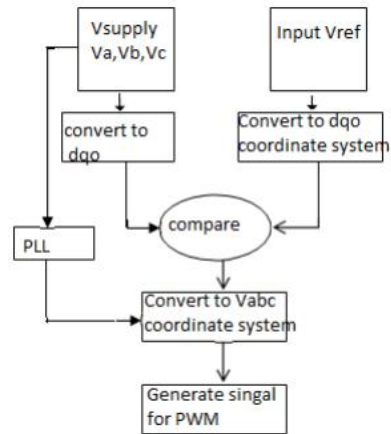 Vsupply
Va,Vb,Vc
Input Vref
convert to
dqo
Convert to dqo
coordinate system
compare
PLL
Convert to Vabc
coordinate system
Generate singal
for PWM